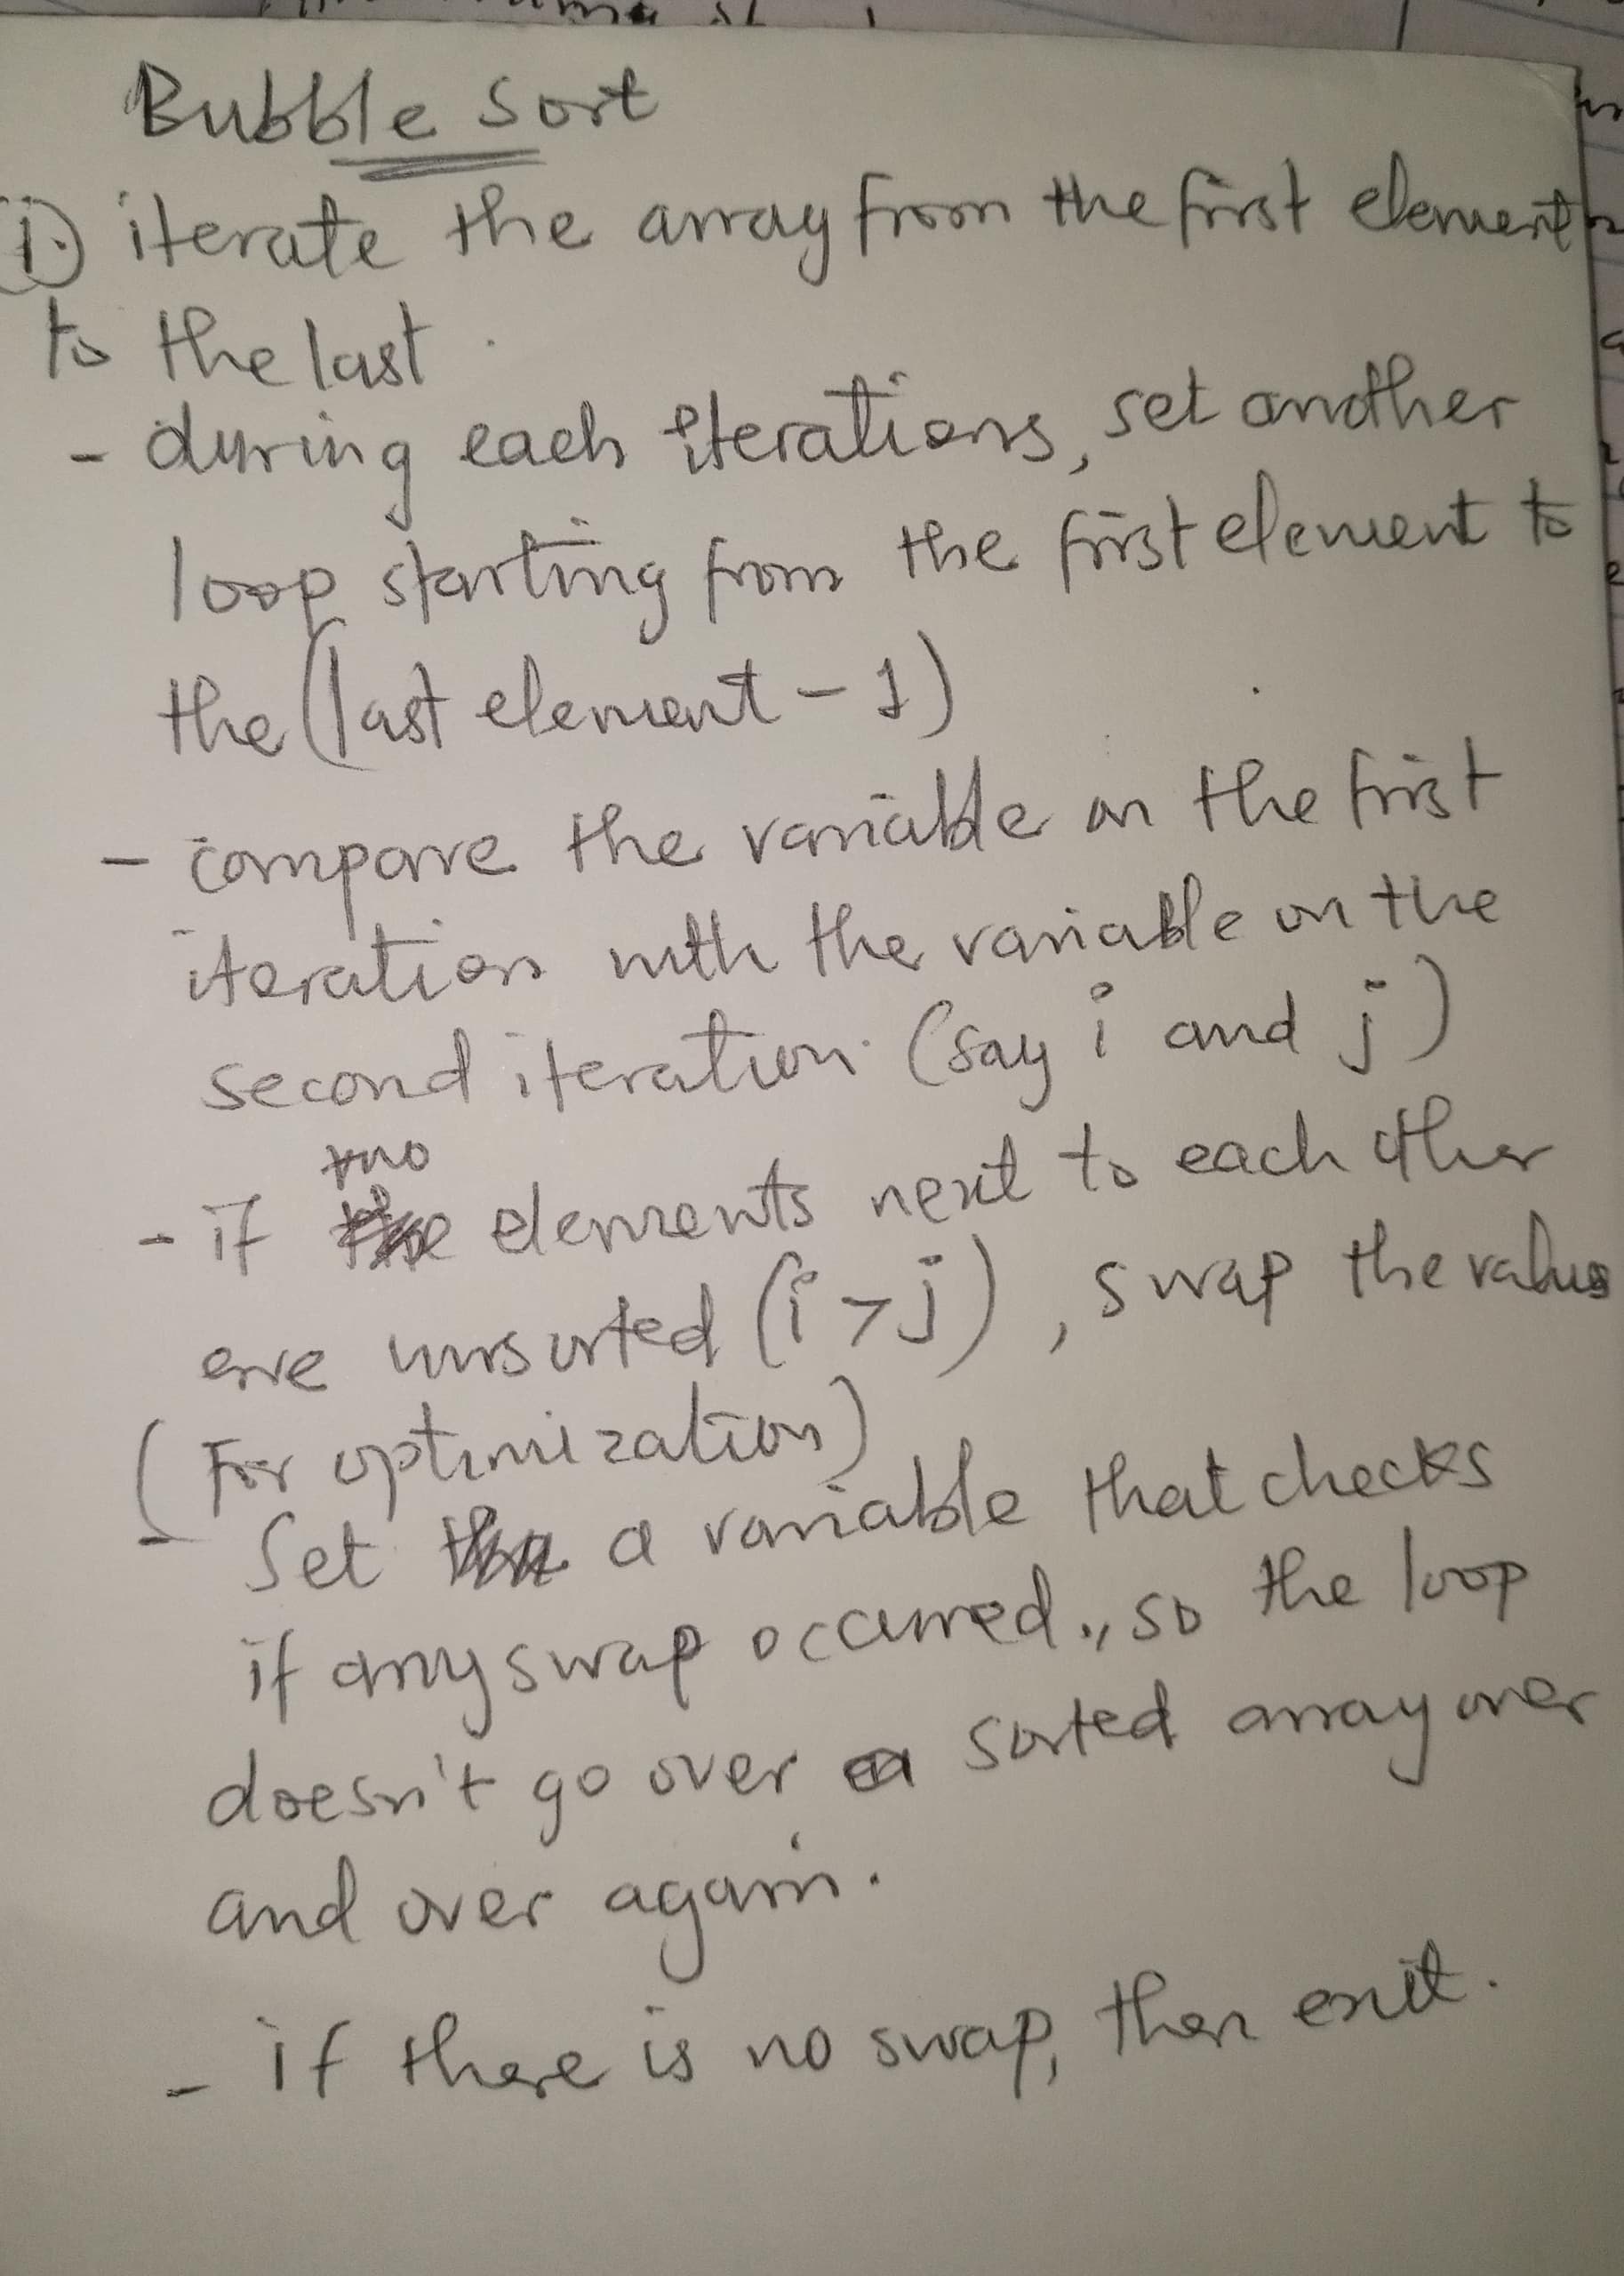 Bubble Sort
1. iterate the array from the first element
to the last.
- during each iterations, set another
loop starting from the first element to
the (last element - 1)
- compare the variable on the first
iteration with the variable on the
second iteration. (say i and j)
two
- if elements next to each other
are unsorted (i > j), swap the values
(For optimization)
- Set a variable that checks
if any swap occurred., so the loop
doesn't go over a sorted array over
and over again.
- if there is no swap, then exit.